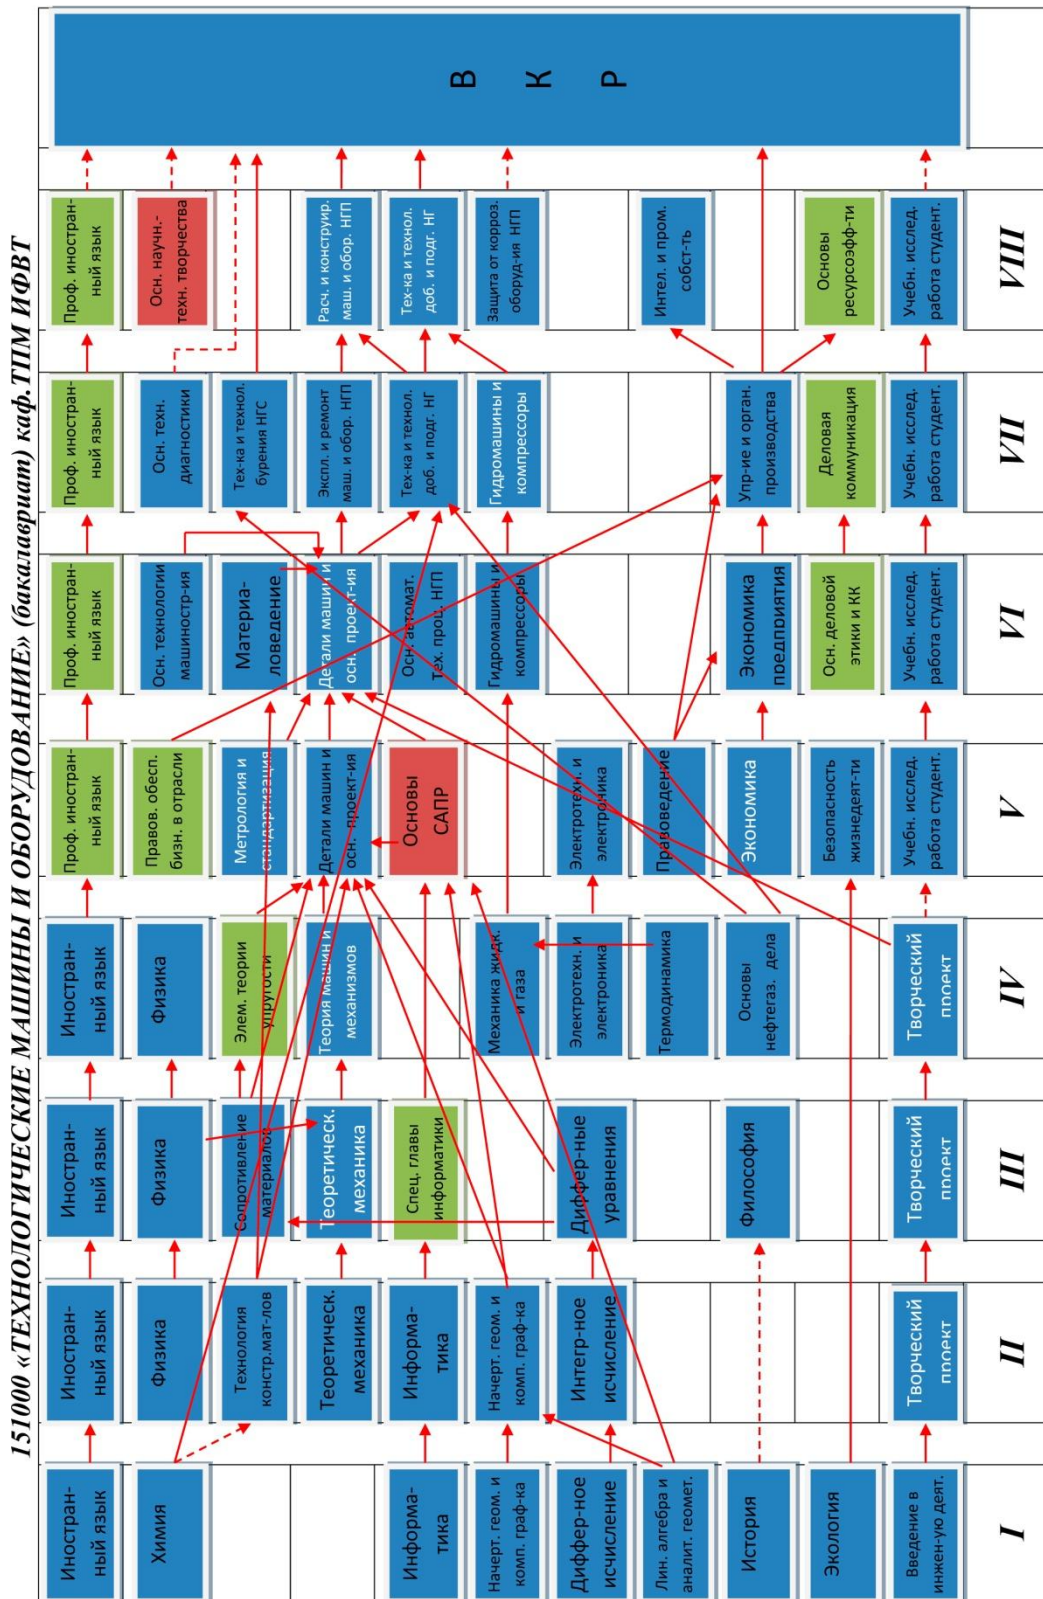 151000 «ТЕХНОЛОГИЧЕСКИЕ МАШИНЫ И ОБОРУДОВАНИЕ» (бакалавриат) каф. ТПМ ИФВТ
Иностран-
ный язык
Химия
Информа-
тика
Начерт. геом. и
комп. граф-ка
Диффер-ное
исчисление
Лин. алгебра и
аналит. геомет.
История
Экология
Введение в
инжен-ую деят.
I
Иностран-
ный язык
Физика
Технология
констр.мат-лов
Теоретическ.
механика
Информа-
тика
Начерт. геом. и
комп. граф-ка
Интегр-ное
исчисление
Творческий
проект
II
Иностран-
ный язык
Физика
Сопротивление
материалов
Теоретическ.
механика
Спец. главы
информатики
Диффер-ные
уравнения
Философия
Творческий
проект
III
Иностран-
ный язык
Физика
Элем. теории
упругости
Теория машин и
механизмов
Механика жидк.
и газа
Электротехн. и
электроника
Термодинамика
Основы
нефтегаз. дела
Творческий
проект
IV
Проф. иностран-
ный язык
Правов. обесп.
бизн. в отрасли
Метрология и
стандартизация
Детали машин и
осн. проект-ия
Основы
САПР
Электротехн. и
электроника
Правоведение
Экономика
Безопасность
жизнедеят-ти
Учебн. исслед.
работа студент.
V
Проф. иностран-
ный язык
Осн. технологии
машиностр-ия
Материа-
ловедение
Детали машин и
осн. проект-ия
Осн. автомат.
тех. проц. НГП
Гидромашины и
компрессоры
Экономика
предприятия
Осн. деловой
этики и КК
Учебн. исслед.
работа студент.
VI
Проф. иностран-
ный язык
Осн. техн.
диагностики
Тех-ка и технол.
бурения НГС
Экспл. и ремонт
маш. и обор. НГП
Тех-ка и технол.
доб. и подг. НГ
Гидромашины и
компрессоры
Упр-ие и орган.
производства
Деловая
коммуникация
Учебн. исслед.
работа студент.
VII
Проф. иностран-
ный язык
Осн. научн.-
техн. творчества
Расч. и конструир.
маш. и обор. НГП
Тех-ка и технол.
доб. и подг. НГ
Защита от корроз.
оборуд-ия НГП
Интел. и пром.
собст-ть
Основы
ресурсоэфф-ти
Учебн. исслед.
работа студент.
VIII
В К Р